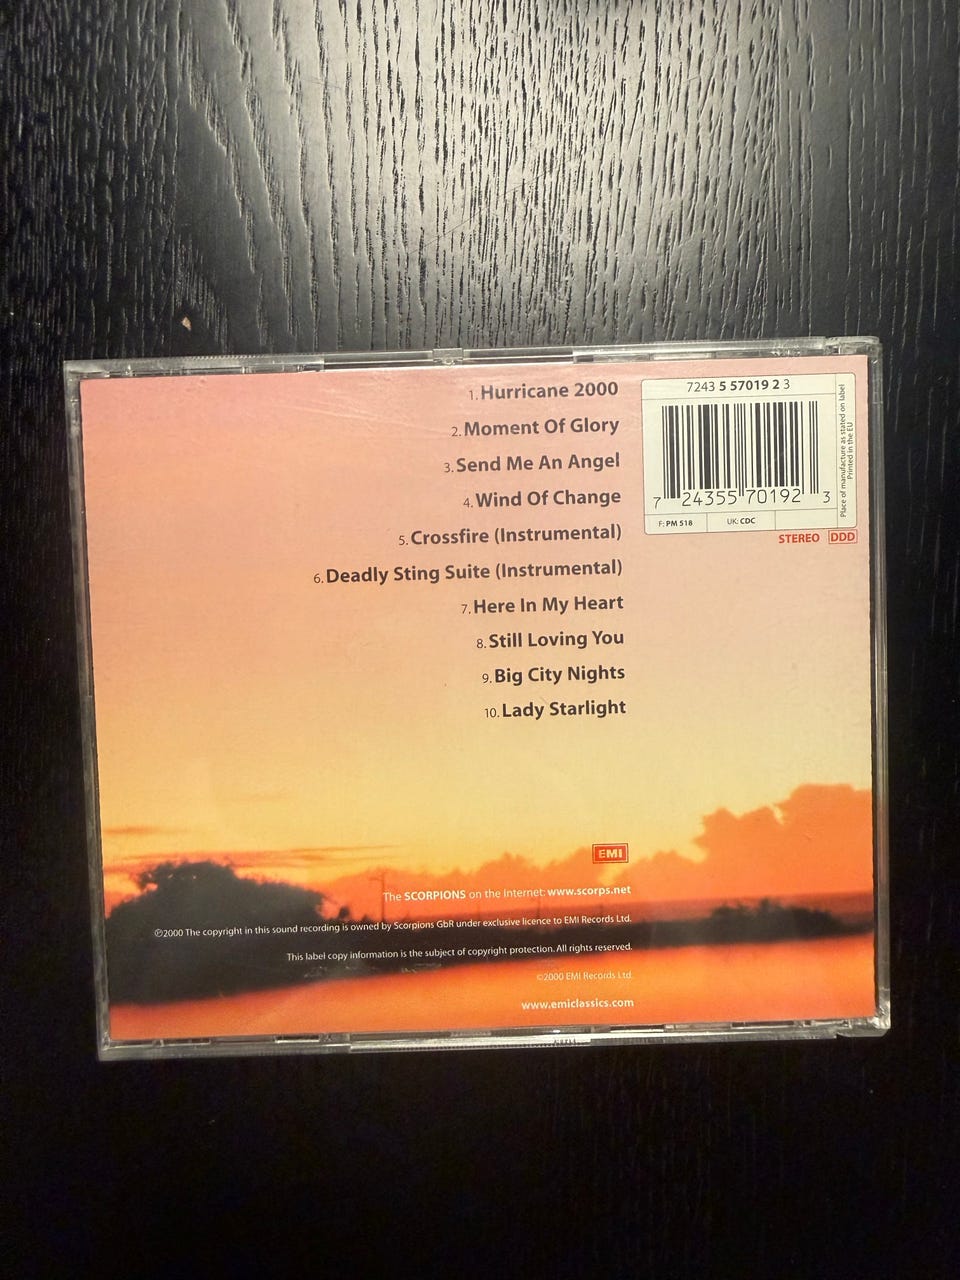 1. Hurricane 2000
2. Moment Of Glory
3. Send Me An Angel
4. Wind Of Change
5. Crossfire (Instrumental)
6. Deadly Sting Suite (Instrumental)
7. Here In My Heart
8. Still Loving You
9. Big City Nights
10. Lady Starlight
7243 5 57019 2 3
7 24355 70192 3
F: PM 518
UK: CDC
Place of manufacture as stated on label
Printed in the EU
STEREO DDD
EMI
The SCORPIONS on the Internet: www.scorps.net
℗2000 The copyright in this sound recording is owned by Scorpions GbR under exclusive licence to EMI Records Ltd.
This label copy information is the subject of copyright protection. All rights reserved.
©2000 EMI Records Ltd.
www.emiclassics.com